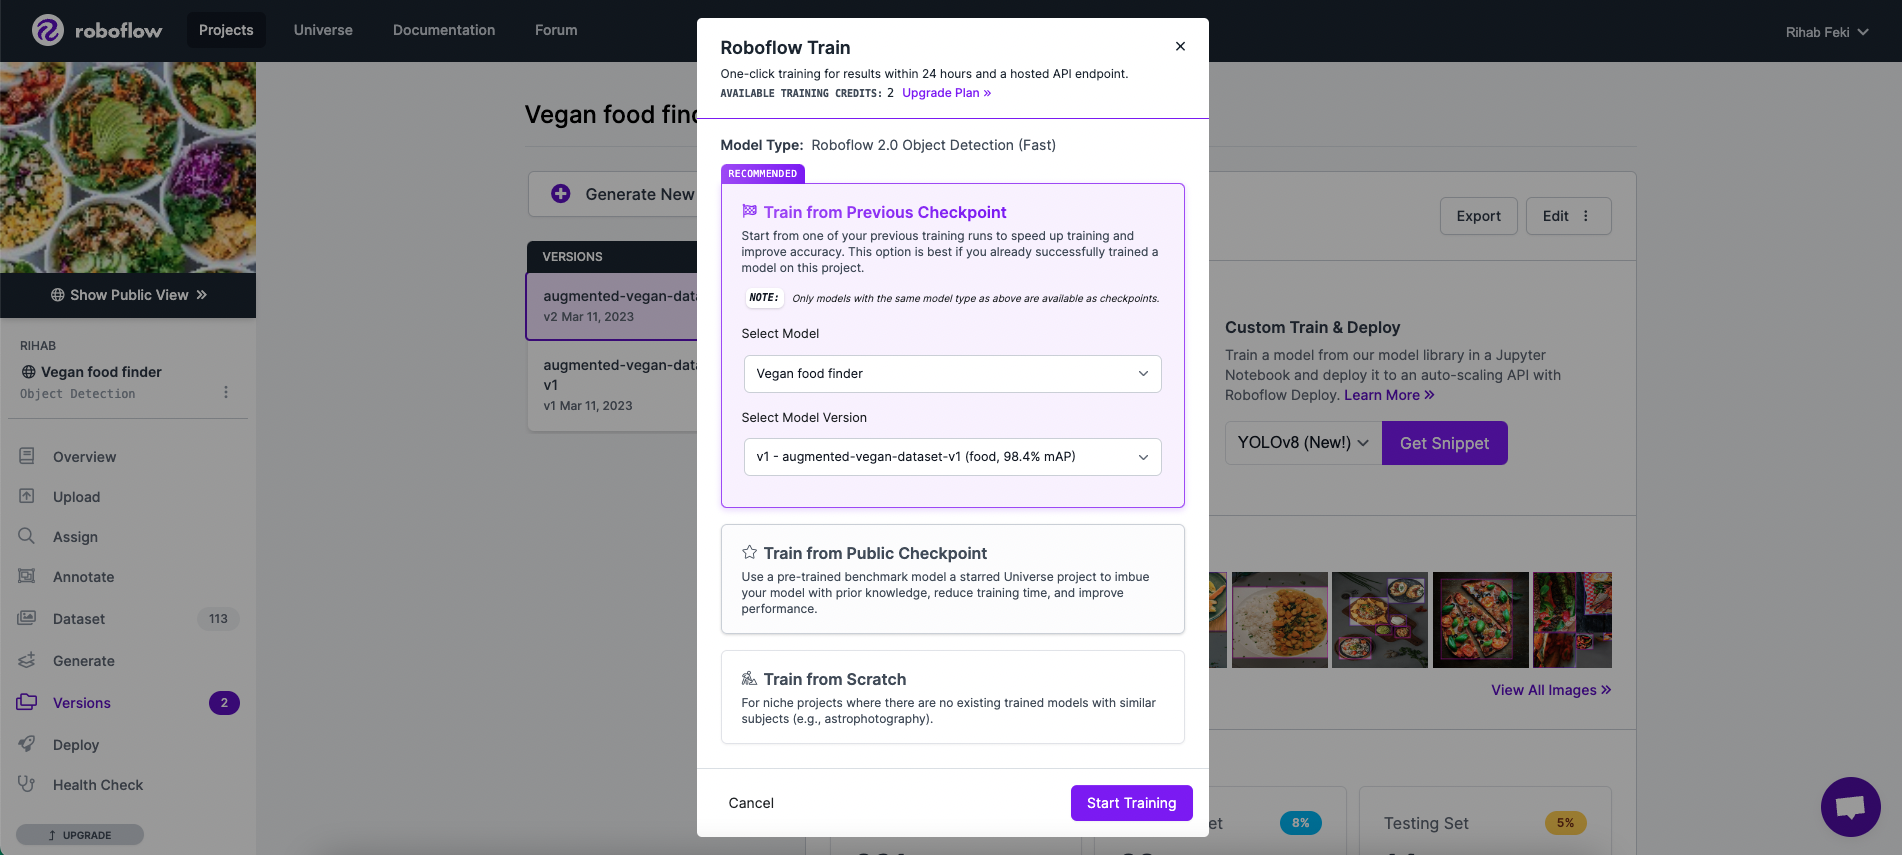 roboflow
Projects
Universe
Documentation
Forum
Rihab Feki
Show Public View
RIHAB
Vegan food finder
Object Detection
Overview
Upload
Assign
Annotate
Dataset 113
Generate
Versions 2
Deploy
Health Check
UPGRADE
Vegan food
Generate New
VERSIONS
v2 Mar 11, 2023
v1
v1 Mar 11, 2023
Roboflow Train
One-click training for results within 24 hours and a hosted API endpoint.
AVAILABLE TRAINING CREDITS: 2 Upgrade Plan »
Model Type: Roboflow 2.0 Object Detection (Fast)
RECOMMENDED
Train from Previous Checkpoint
Start from one of your previous training runs to speed up training and
improve accuracy. This option is best if you already successfully trained a
model on this project.
NOTE: Only models with the same model type as above are available as checkpoints.
Select Model
Vegan food finder
Select Model Version
v1 - augmented-vegan-dataset-v1 (food, 98.4% mAP)
Train from Public Checkpoint
Use a pre-trained benchmark model a starred Universe project to imbue
your model with prior knowledge, reduce training time, and improve
performance.
Train from Scratch
For niche projects where there are no existing trained models with similar
subjects (e.g., astrophotography).
Cancel
Start Training
Export
Edit
Custom Train & Deploy
Train a model from our model library in a Jupyter
Notebook and deploy it to an auto-scaling API with
Roboflow Deploy. Learn More »
YOLOv8 (New!)
Get Snippet
View All Images »
8%
Testing Set 5%